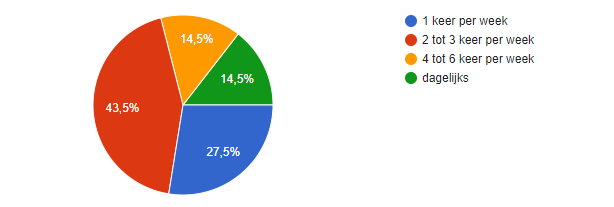 14,5%
14,5%
43,5%
27,5%
1 keer per week
2 tot 3 keer per week
4 tot 6 keer per week
dagelijks